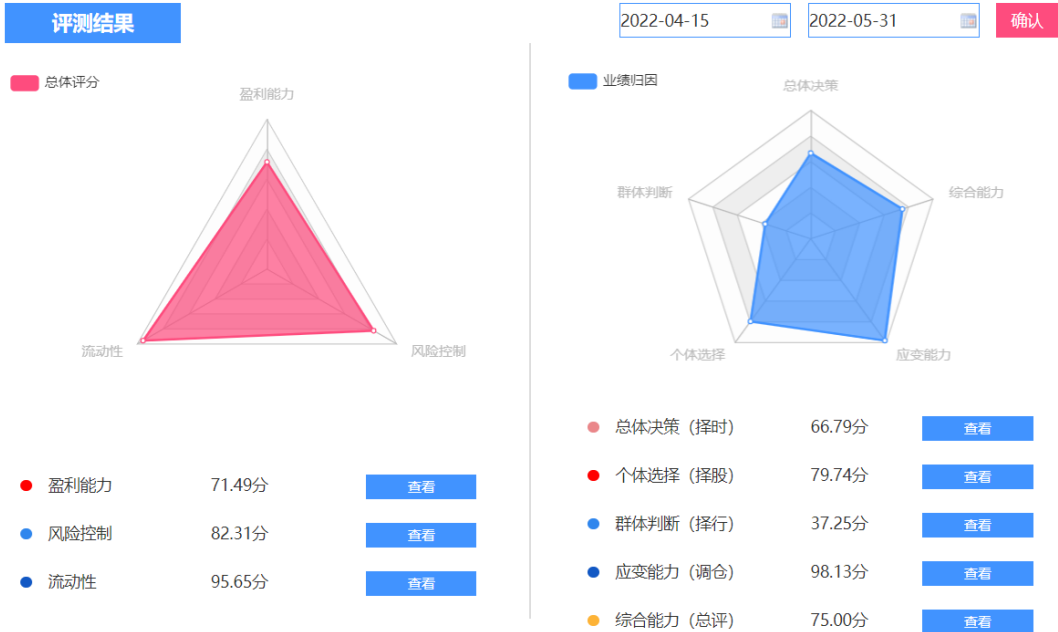 评测结果
2022-04-15
2022-05-31
确认
总体评分
盈利能力
流动性
风险控制
盈利能力 71.49分 查看
风险控制 82.31分 查看
流动性 95.65分 查看
业绩归因
总体决策
群体判断
综合能力
个体选择
应变能力
总体决策（择时） 66.79分 查看
个体选择（择股） 79.74分 查看
群体判断（择行） 37.25分 查看
应变能力（调仓） 98.13分 查看
综合能力（总评） 75.00分 查看